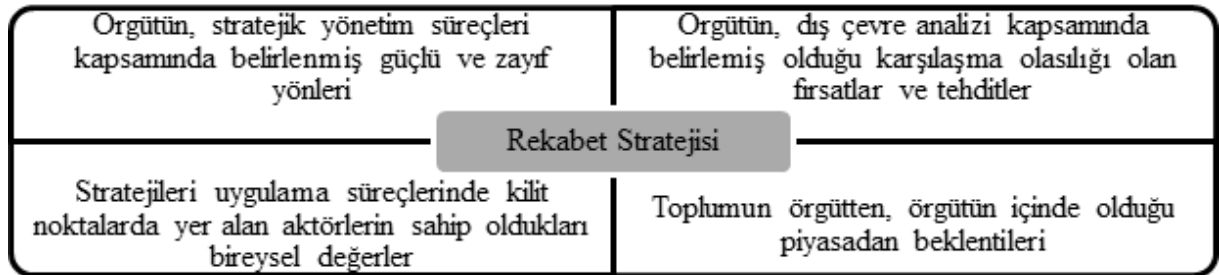 Örgütün, stratejik yönetim süreçleri
kapsamında belirlenmiş güçlü ve zayıf
yönleri
Örgütün, dış çevre analizi kapsamında
belirlemiş olduğu karşılaşma olasılığı olan
fırsatlar ve tehditler
Rekabet Stratejisi
Stratejileri uygulama süreçlerinde kilit
noktalarda yer alan aktörlerin sahip oldukları
bireysel değerler
Toplumun örgütten, örgütün içinde olduğu
piyasadan beklentileri